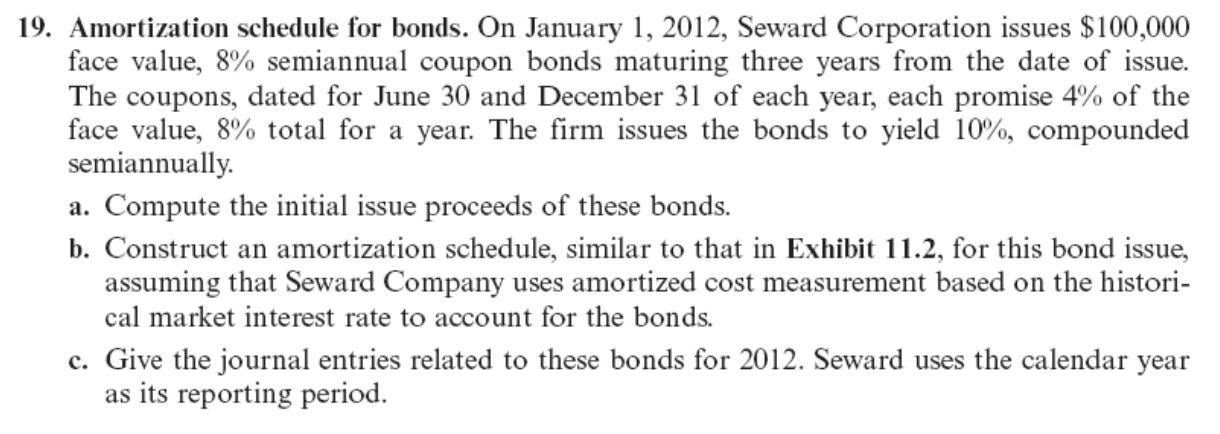 19. Amortization schedule for bonds. On January 1, 2012, Seward Corporation issues $100,000
face value, 8% semiannual coupon bonds maturing three years from the date of issue.
The coupons, dated for June 30 and December 31 of each year, each promise 4% of the
face value, 8% total for a year. The firm issues the bonds to yield 10%, compounded
semiannually.
a. Compute the initial issue proceeds of these bonds.
b. Construct an amortization schedule, similar to that in Exhibit 11.2, for this bond issue,
assuming that Seward Company uses amortized cost measurement based on the histori-
cal market interest rate to account for the bonds.
c. Give the journal entries related to these bonds for 2012. Seward uses the calendar year
as its reporting period.